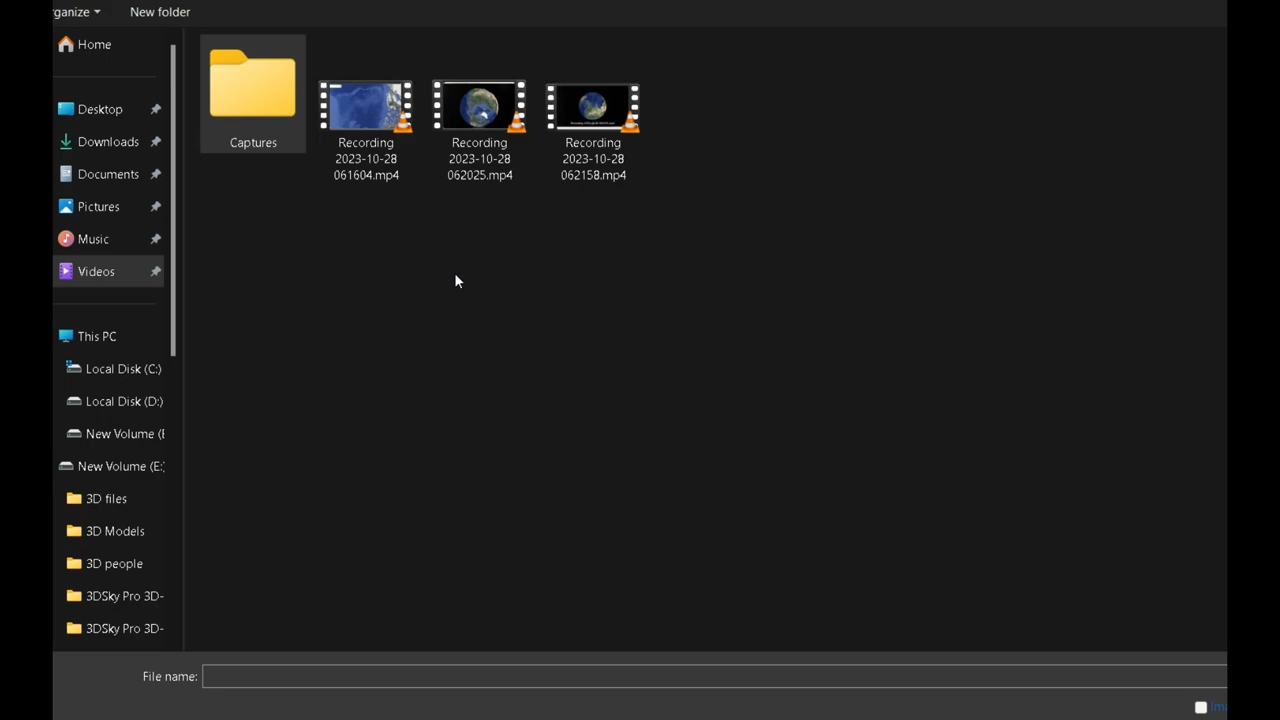 rganize
New folder
Home
Desktop
Downloads
Documents
Pictures
Music
Videos
This PC
Local Disk (C:)
Local Disk (D:)
New Volume (E
New Volume (E:
3D files
3D Models
3D people
3DSky Pro 3D-
3DSky Pro 3D-
Captures
Recording
2023-10-28
061604.mp4
Recording
2023-10-28
062025.mp4
Recording
2023-10-28
062158.mp4
File name: